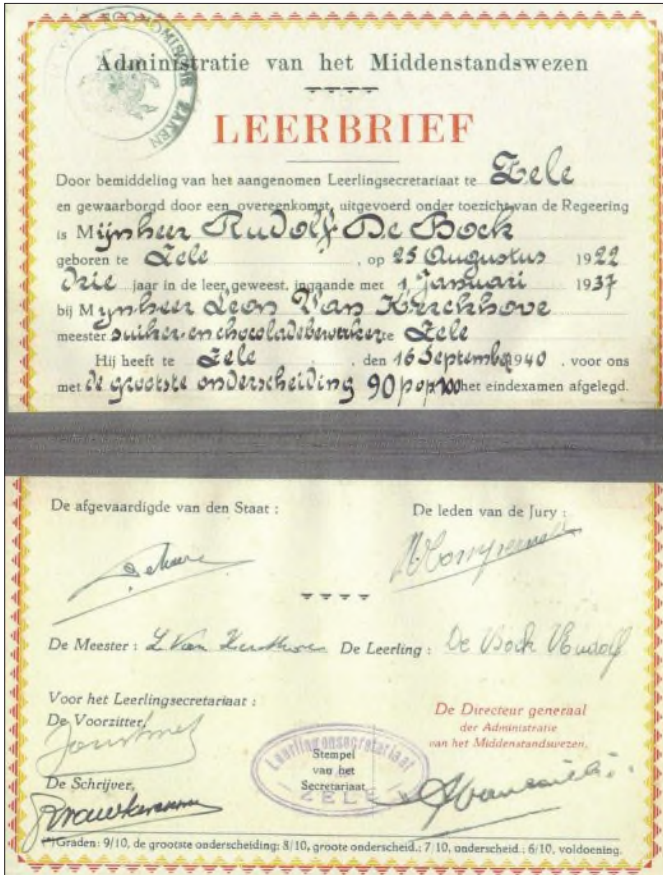 ECONOMISCHE ZAKEN
Administratie van het Middenstandswezen
LEERBRIEF
Door bemiddeling van het aangenomen Leerlingsecretariaat te Zele
en gewaarborgd door een overeenkomst, uitgevoerd onder toezicht van de Regeering
is Mijnheer Rudolf De Bock
geboren te Zele, op 25 Augustus 1922
drie jaar in de leer geweest, ingaande met 1 Januari 1937
bij Mynheer Leon Van Kerckhove
meester suiker-en chocoladebewerker te Zele
Hij heeft te Zele, den 16 September 1940, voor ons
met de grootste onderscheiding 90 p op 100 het eindexamen afgelegd.
De afgevaardigde van den Staat :
De leden van de Jury :
De Meester : L. Van Kerckhove De Leerling : De Bock Rudolf
Voor het Leerlingsecretariaat :
De Voorzitter,
De Directeur generaal
der Administratie
van het Middenstandswezen,
Leerlingensecretariaat
Stempel
van het
Secretariaat
ZELE
De Schrijver,
(*)Graden: 9/10, de grootste onderscheiding: 8/10, groote onderscheid.; 7/10, onderscheid.; 6/10, voldoening.